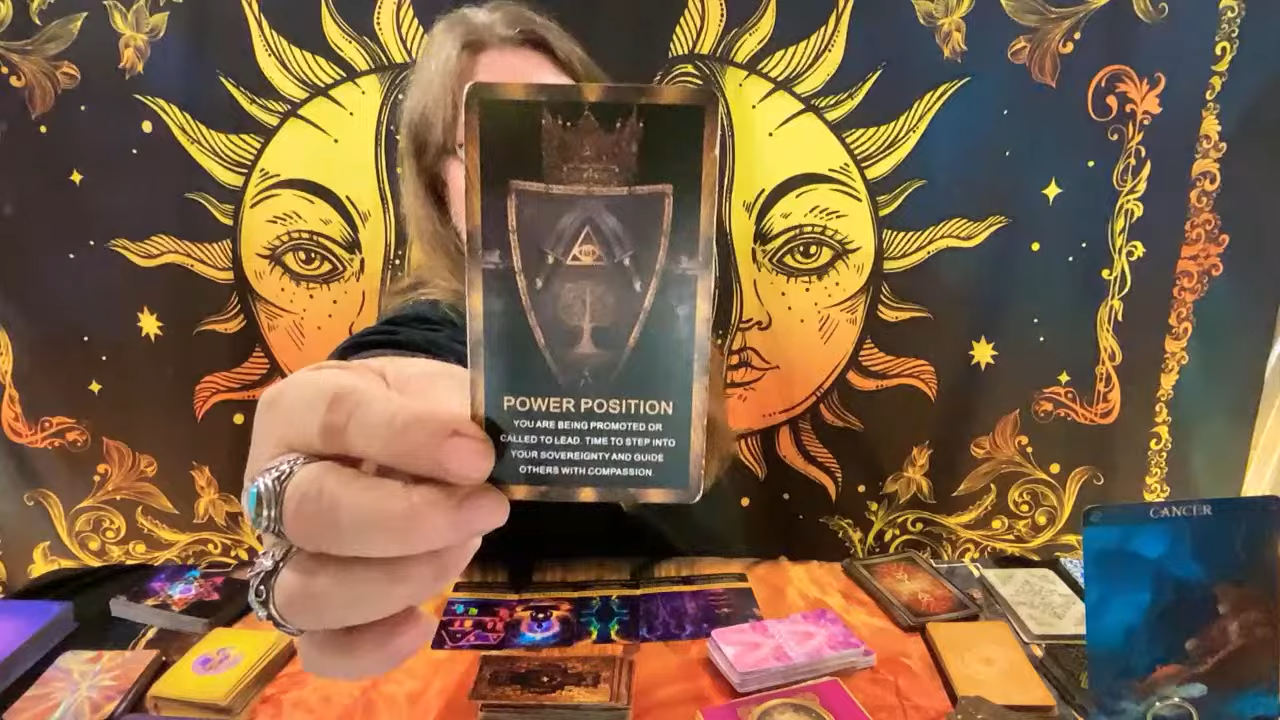 POWER POSITION
YOU ARE BEING PROMOTED OR
CALLED TO LEAD. TIME TO STEP INTO
YOUR SOVEREIGNTY AND GUIDE
OTHERS WITH COMPASSION.
CANCER